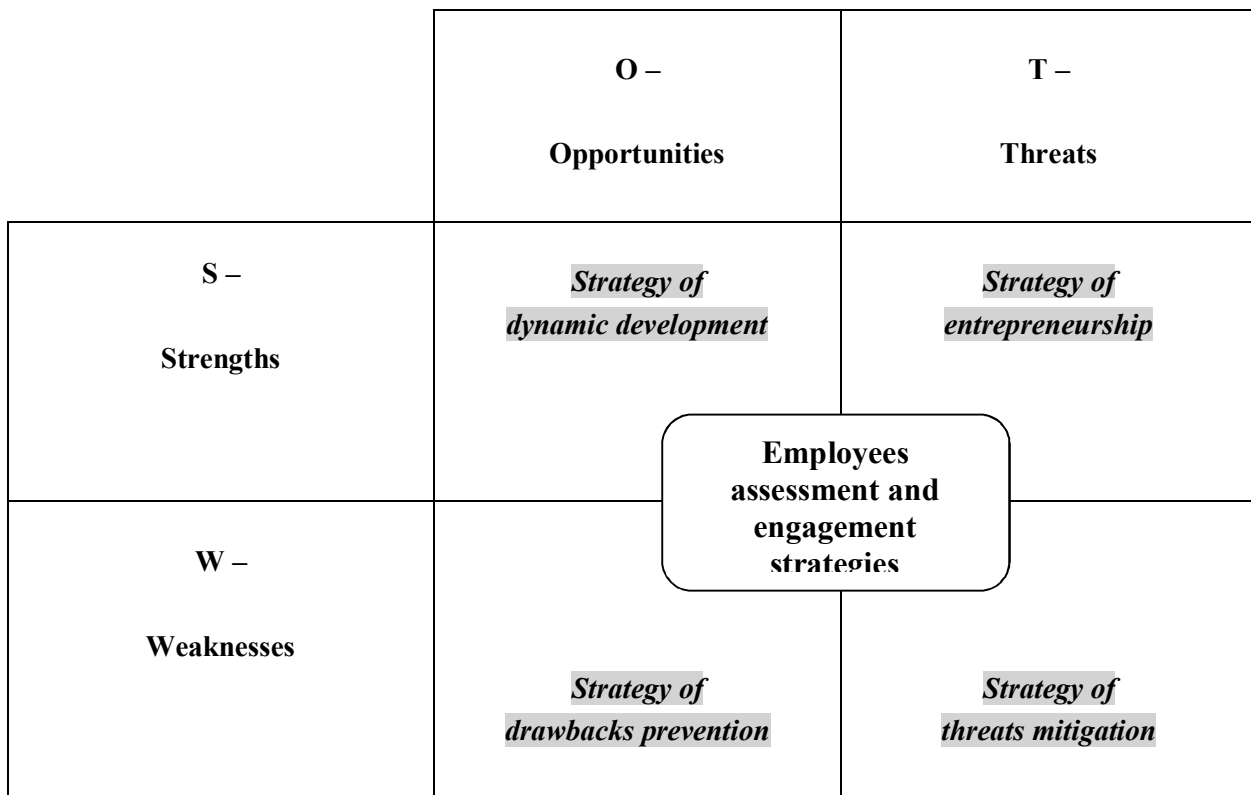 O –
Opportunities
T –
Threats
S –
Strengths
Strategy of
dynamic development
Strategy of
entrepreneurship
Employees
assessment and
engagement
strategies
W –
Weaknesses
Strategy of
drawbacks prevention
Strategy of
threats mitigation